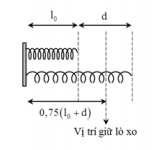 l₀ d
0,75(l₀ + d)
Vị trí giữ lò xo